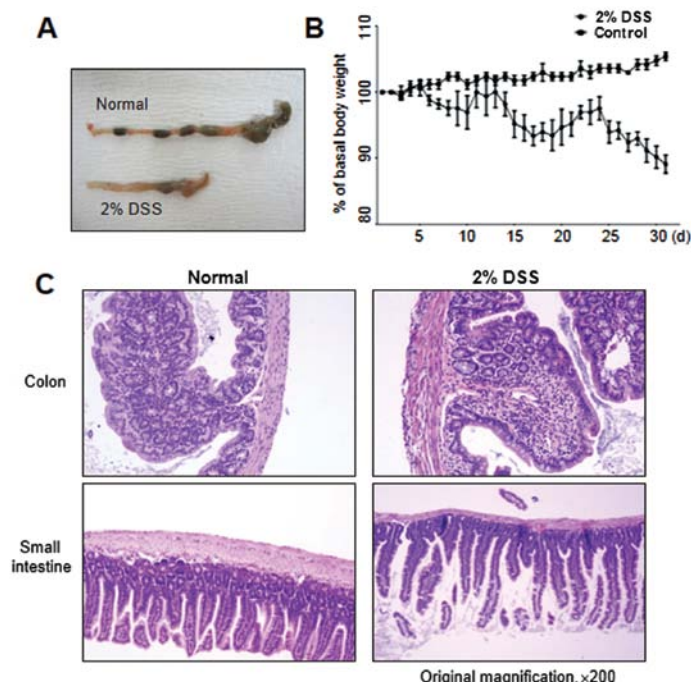 A
Normal
2% DSS
B
2% DSS
Control
% of basal body weight
110
100
90
80
5
10
15
20
25
30 (d)
C
Normal
2% DSS
Colon
Small
intestine
Original magnification, ×200